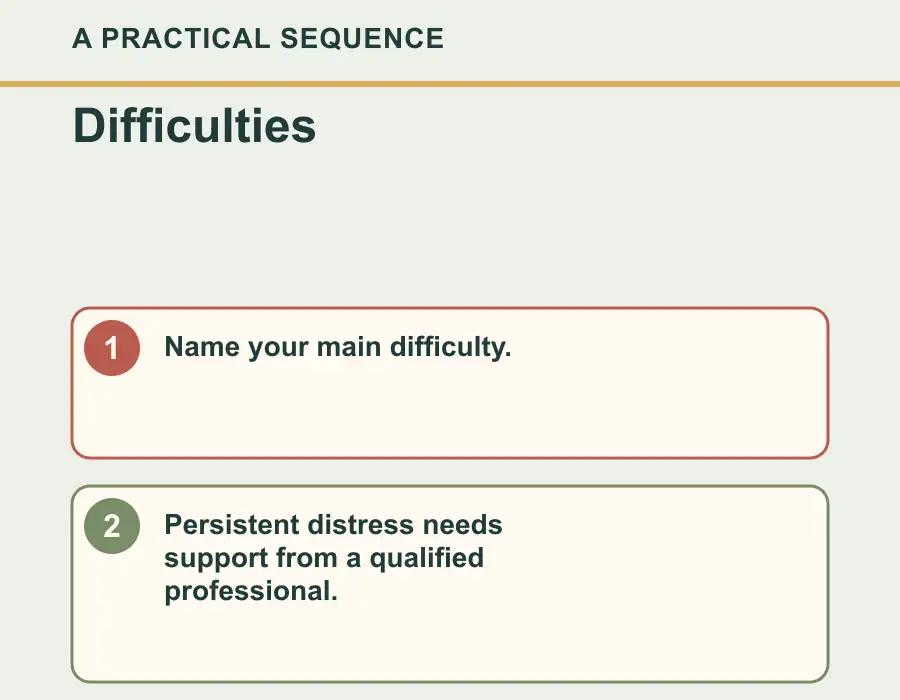 A PRACTICAL SEQUENCE
Difficulties
1
Name your main difficulty.
2
Persistent distress needs
support from a qualified
professional.